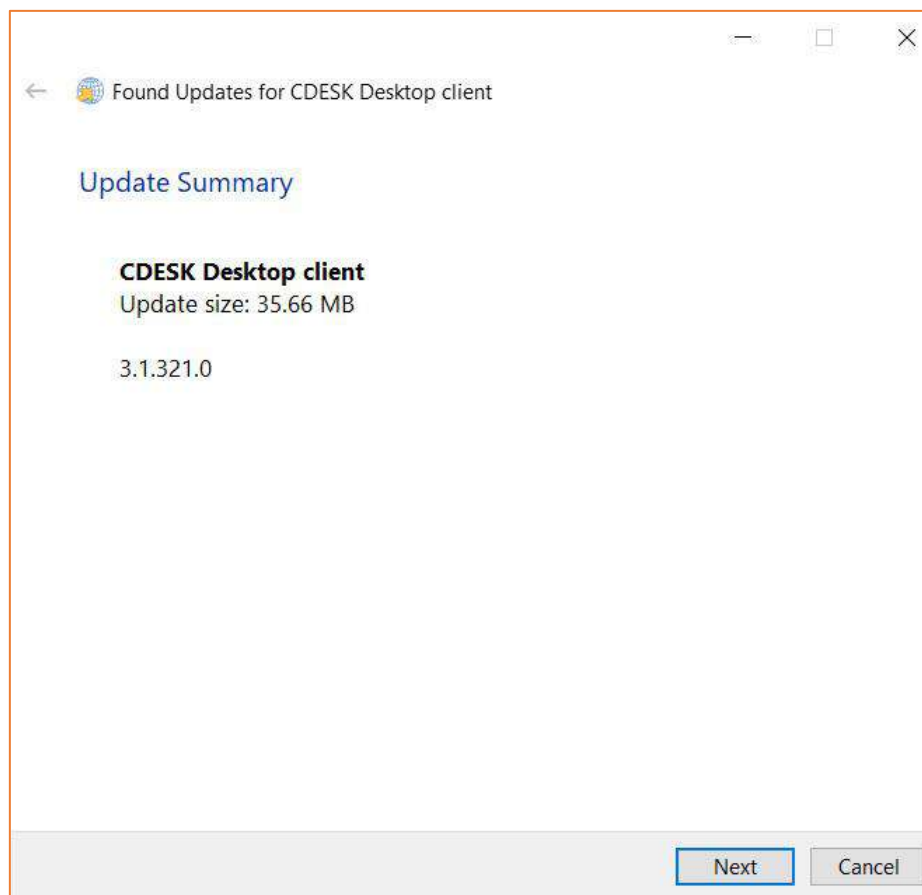 Found Updates for CDESK Desktop client
Update Summary
CDESK Desktop client
Update size: 35.66 MB
3.1.321.0
Next
Cancel